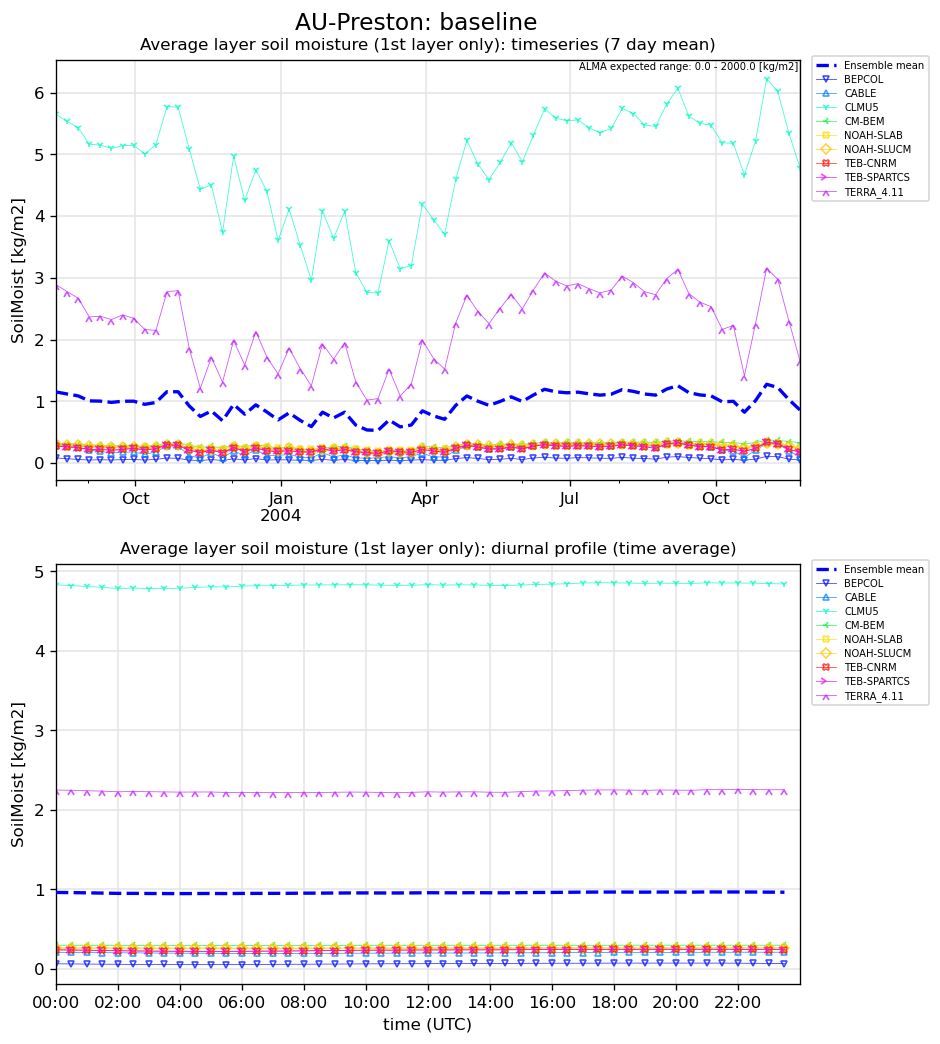 AU-Preston: baseline
Average layer soil moisture (1st layer only): timeseries (7 day mean)
ALMA expected range: 0.0 - 2000.0 [kg/m2]
SoilMoist [kg/m2]
6
5
4
3
2
1
0
Oct
Jan
2004
Apr
Jul
Oct
Ensemble mean
BEPCOL
CABLE
CLMU5
CM-BEM
NOAH-SLAB
NOAH-SLUCM
TEB-CNRM
TEB-SPARTCS
TERRA_4.11
Average layer soil moisture (1st layer only): diurnal profile (time average)
SoilMoist [kg/m2]
5
4
3
2
1
0
00:00
02:00
04:00
06:00
08:00
10:00
12:00
14:00
16:00
18:00
20:00
22:00
time (UTC)
Ensemble mean
BEPCOL
CABLE
CLMU5
CM-BEM
NOAH-SLAB
NOAH-SLUCM
TEB-CNRM
TEB-SPARTCS
TERRA_4.11